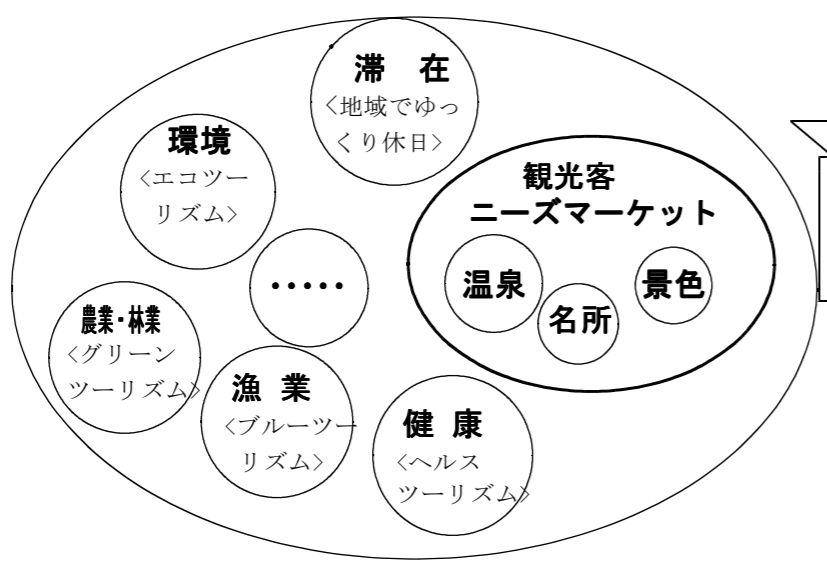 滞　在
<地域でゆっ
くり休日>
環境
<エコツー
リズム>
観光客
ニーズマーケット
温泉
名所
景色
・・・・・
農業・林業
<グリーン
ツーリズム>
漁 業
<ブルーツー
リズム>
健 康
<ヘルス
ツーリズム>